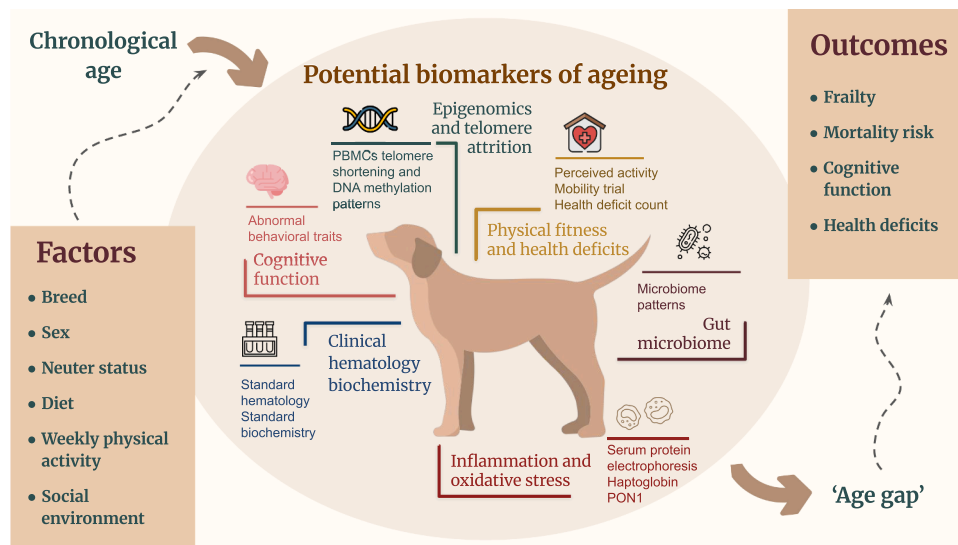 Chronological
age
Potential biomarkers of ageing
Outcomes
• Frailty
• Mortality risk
• Cognitive
function
• Health deficits
Epigenomics
and telomere
attrition
PBMCs telomere
shortening and
DNA methylation
patterns
Perceived activity
Mobility trial
Health deficit count
Physical fitness
and health deficits
Abnormal
behavioral traits
Cognitive
function
Microbiome
patterns
Gut
microbiome
Factors
• Breed
• Sex
• Neuter status
• Diet
• Weekly physical
activity
• Social
environment
Clinical
hematology
biochemistry
Standard
hematology
Standard
biochemistry
Inflammation and
oxidative stress
Serum protein
electrophoresis
Haptoglobin
PON1
‘Age gap’